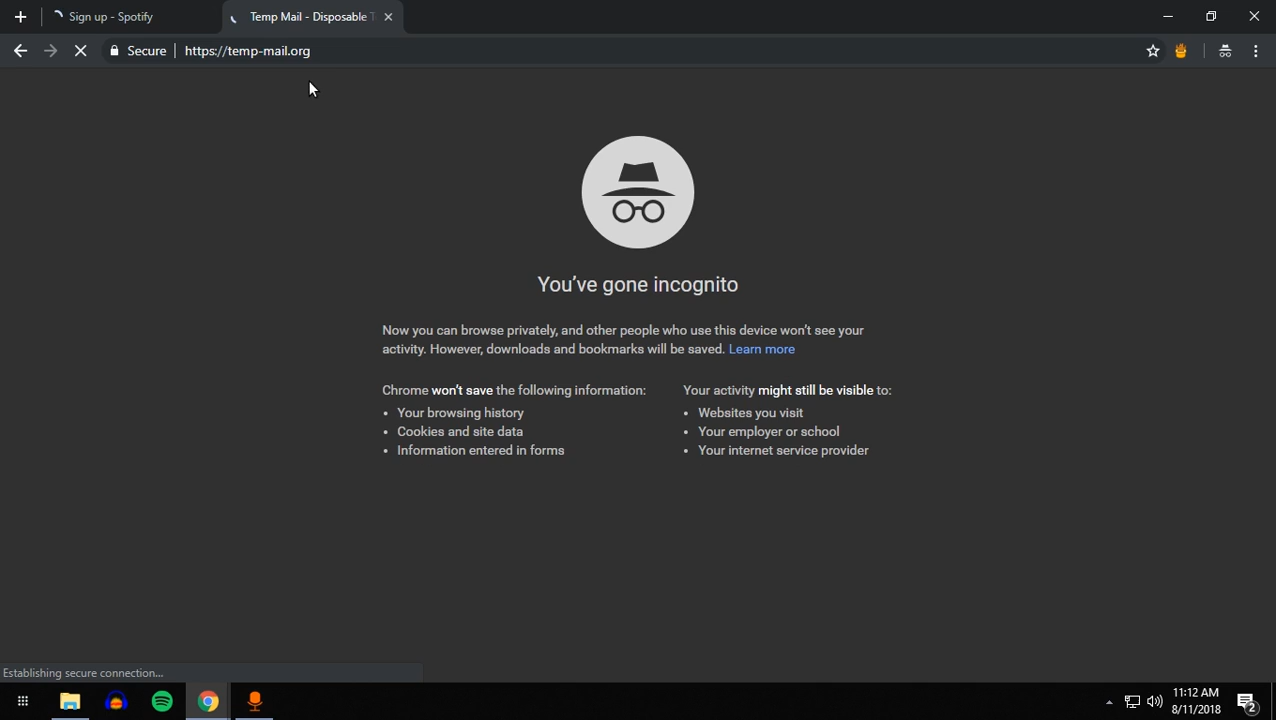 Sign up - Spotify
Temp Mail - Disposable
Secure
https://temp-mail.org
You've gone incognito
Now you can browse privately, and other people who use this device won't see your
activity. However, downloads and bookmarks will be saved. Learn more
Chrome won't save the following information:
Your browsing history
Cookies and site data
Information entered in forms
Your activity might still be visible to:
Websites you visit
Your employer or school
Your internet service provider
Establishing secure connection...
11:12 AM
8/11/2018
2